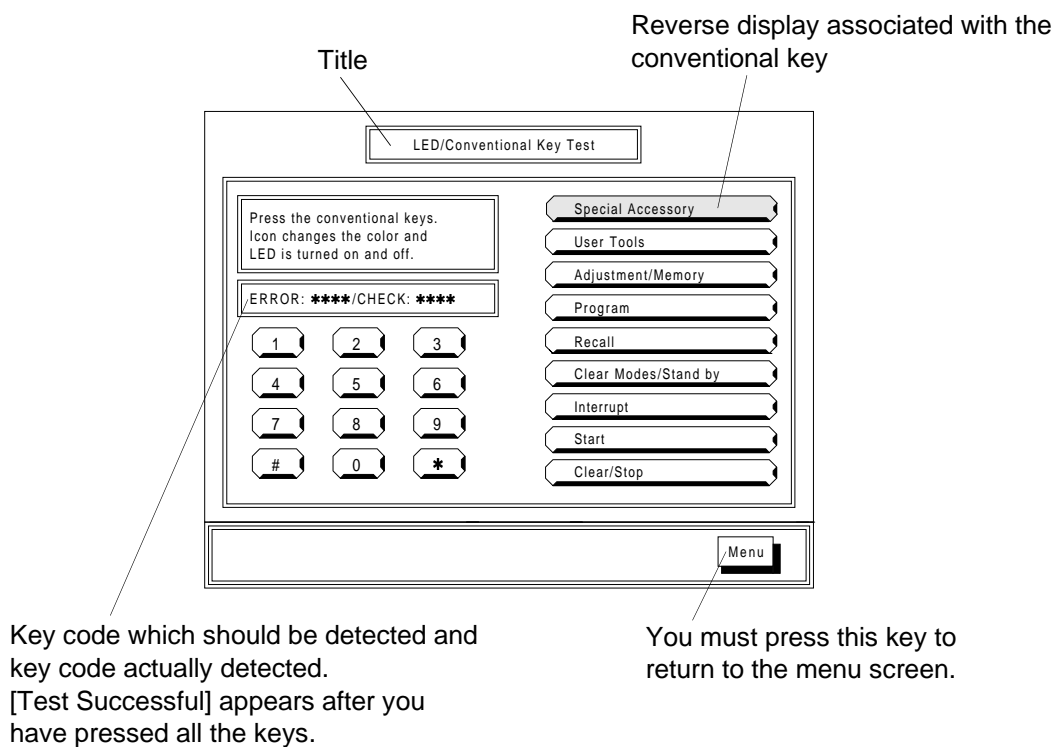 Reverse display associated with the
conventional key
Title
LED/Conventional Key Test
Press the conventional keys.
Icon changes the color and
LED is turned on and off.
ERROR: ****/CHECK: ****
1 2 3
4 5 6
7 8 9
# 0 *
Special Accessory
User Tools
Adjustment/Memory
Program
Recall
Clear Modes/Stand by
Interrupt
Start
Clear/Stop
Menu
Key code which should be detected and
key code actually detected.
[Test Successful] appears after you
have pressed all the keys.
You must press this key to
return to the menu screen.